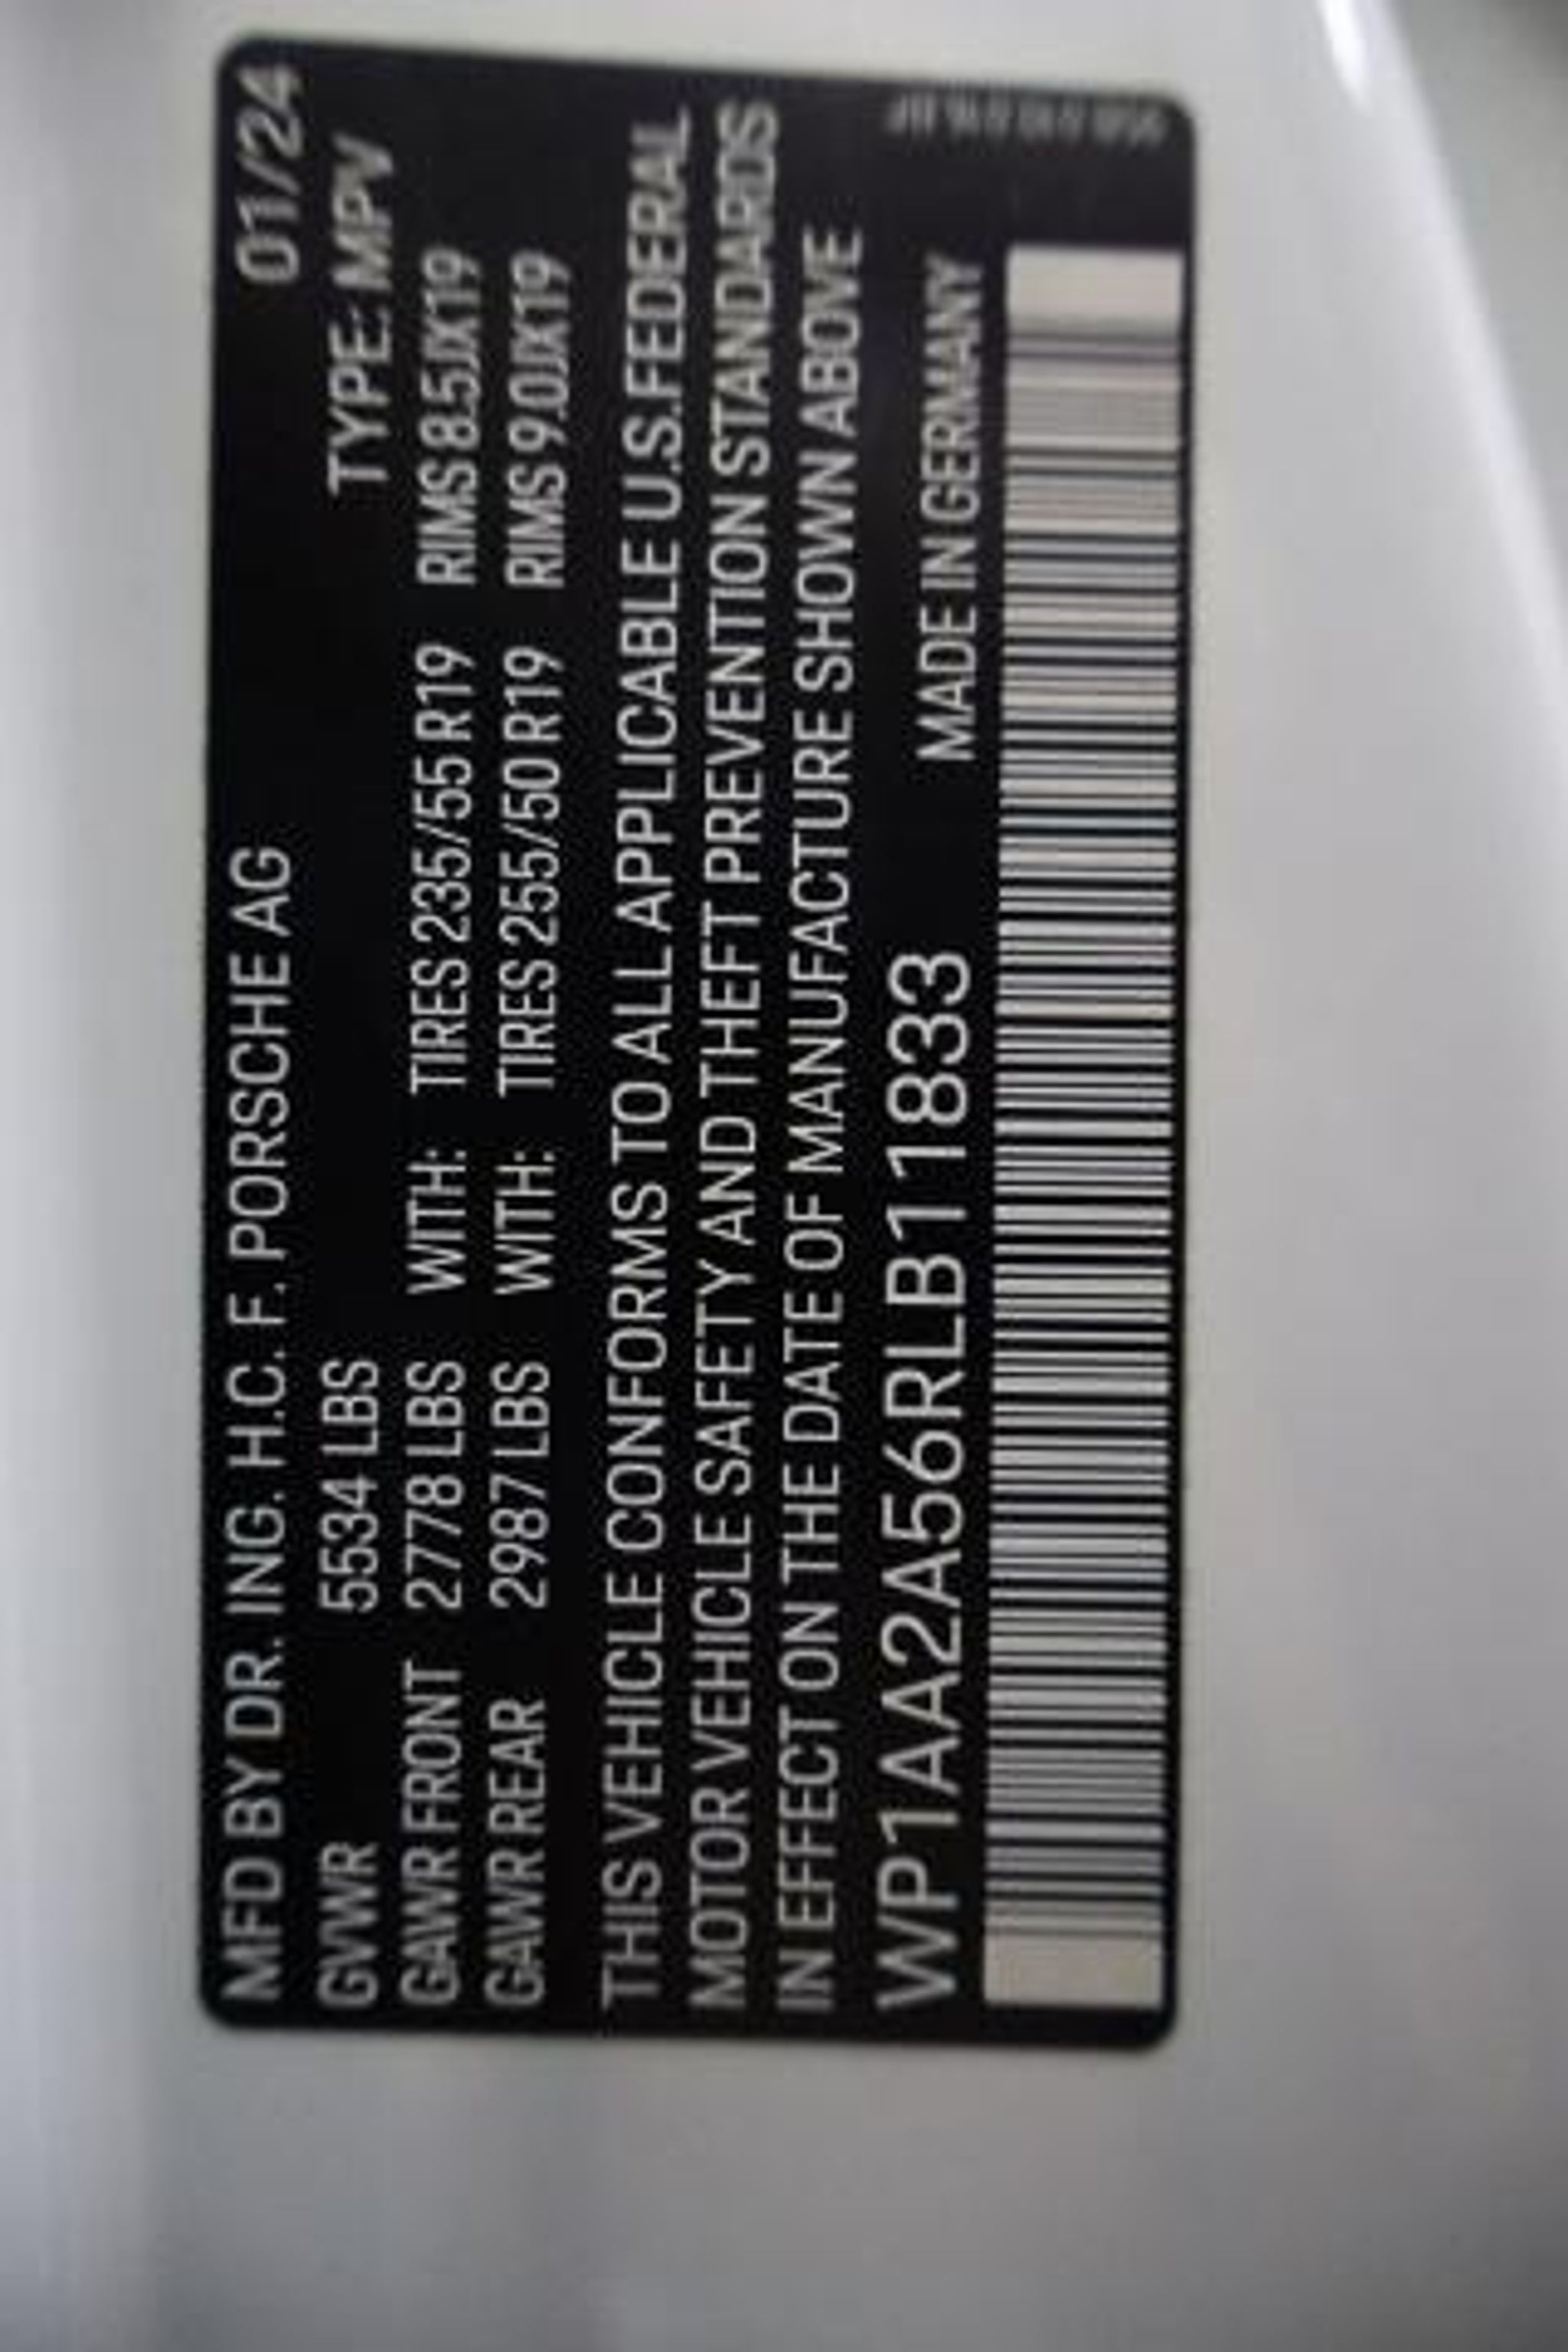 MFD BY DR. ING. H.C. F. PORSCHE AG 01/24
GVWR 5534 LBS TYPE: MPV
GAWR FRONT 2778 LBS WITH: TIRES 235/55 R19 RIMS 8.5JX19
GAWR REAR 2987 LBS WITH: TIRES 255/50 R19 RIMS 9.0JX19
THIS VEHICLE CONFORMS TO ALL APPLICABLE U.S.FEDERAL
MOTOR VEHICLE SAFETY AND THEFT PREVENTION STANDARDS
IN EFFECT ON THE DATE OF MANUFACTURE SHOWN ABOVE
WP1AA2A56RLB11833 MADE IN GERMANY